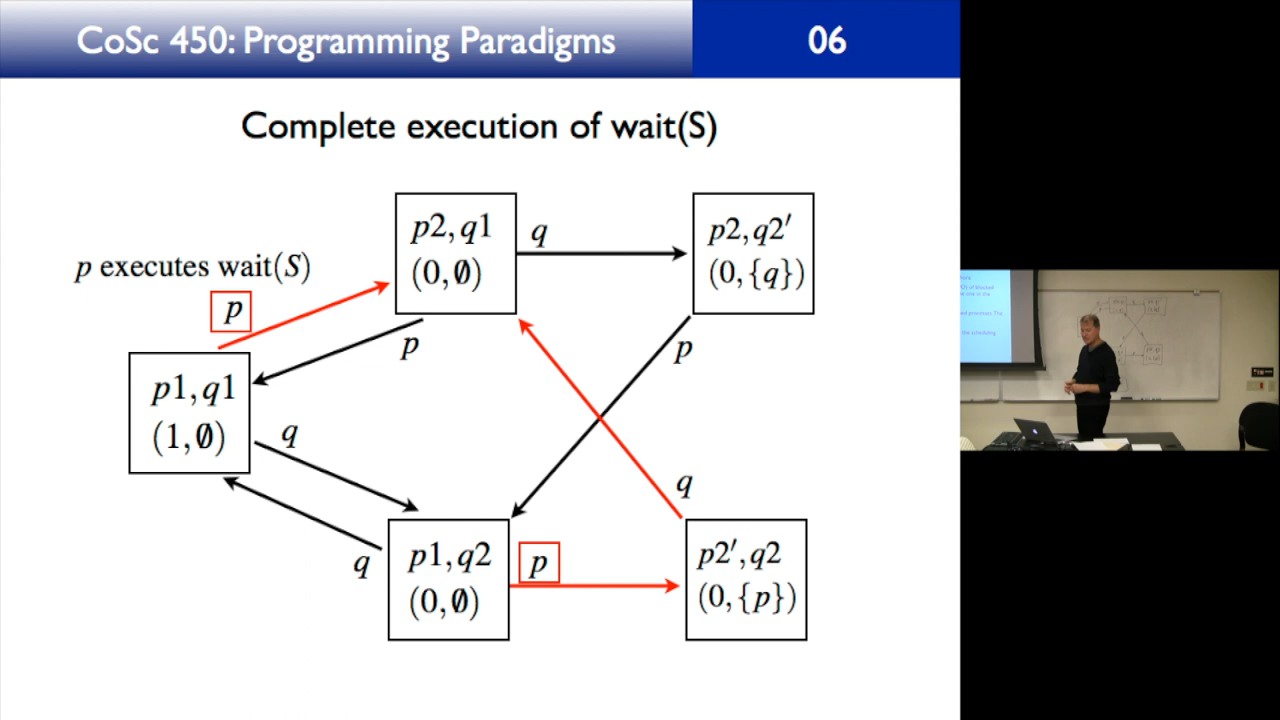 CoSc 450: Programming Paradigms
06
Complete execution of wait(S)
p executes wait(S)
p
p2, q1
(0, ∅)
q
p2, q2′
(0, {q})
p
p
p1, q1
(1, ∅)
q
q
q
p1, q2
(0, ∅)
p
p2′, q2
(0, {p})